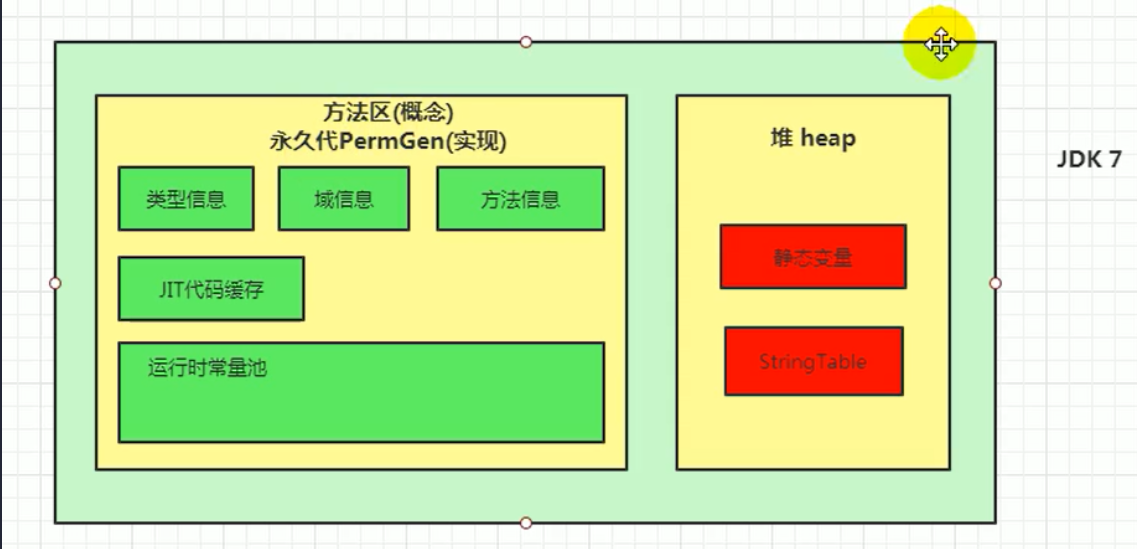 方法区(概念)
永久代PermGen(实现)
类型信息
域信息
方法信息
JIT代码缓存
运行时常量池
堆 heap
静态变量
StringTable
JDK 7